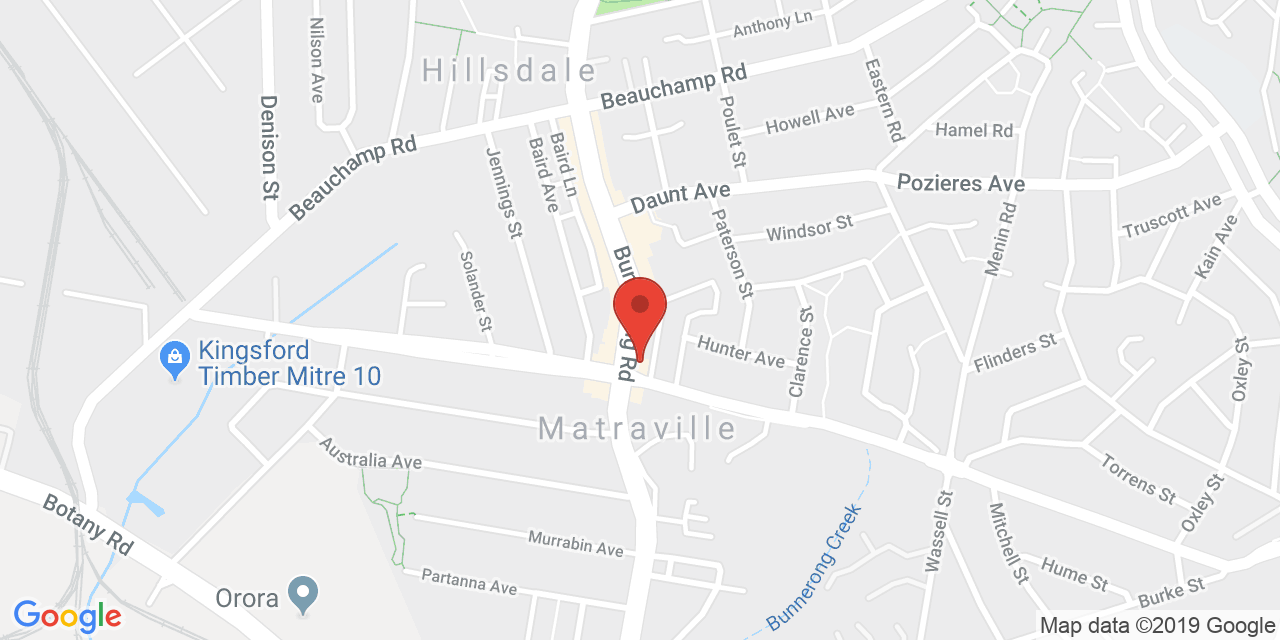 Anthony Ln
Nilson Ave
Hillsdale
Beauchamp Rd
Eastern Rd
Denison St
Poulet St
Howell Ave
Hamel Rd
Beauchamp Rd
Baird Ln
Baird Ave
Jennings St
Daunt Ave
Pozieres Ave
Truscott Ave
Paterson St
Windsor St
Menin Rd
Kain Ave
Solander St
Kingsford
Timber Mitre 10
Hunter Ave
Clarence St
Flinders St
Oxley St
Rd
Matraville
Australia Ave
Torrens St
Oxley St
Botany Rd
Wassell St
Mitchell St
Bunnerong Creek
Murrabin Ave
Partanna Ave
Hume St
Burke St
Orora
Google
Map data ©2019 Google